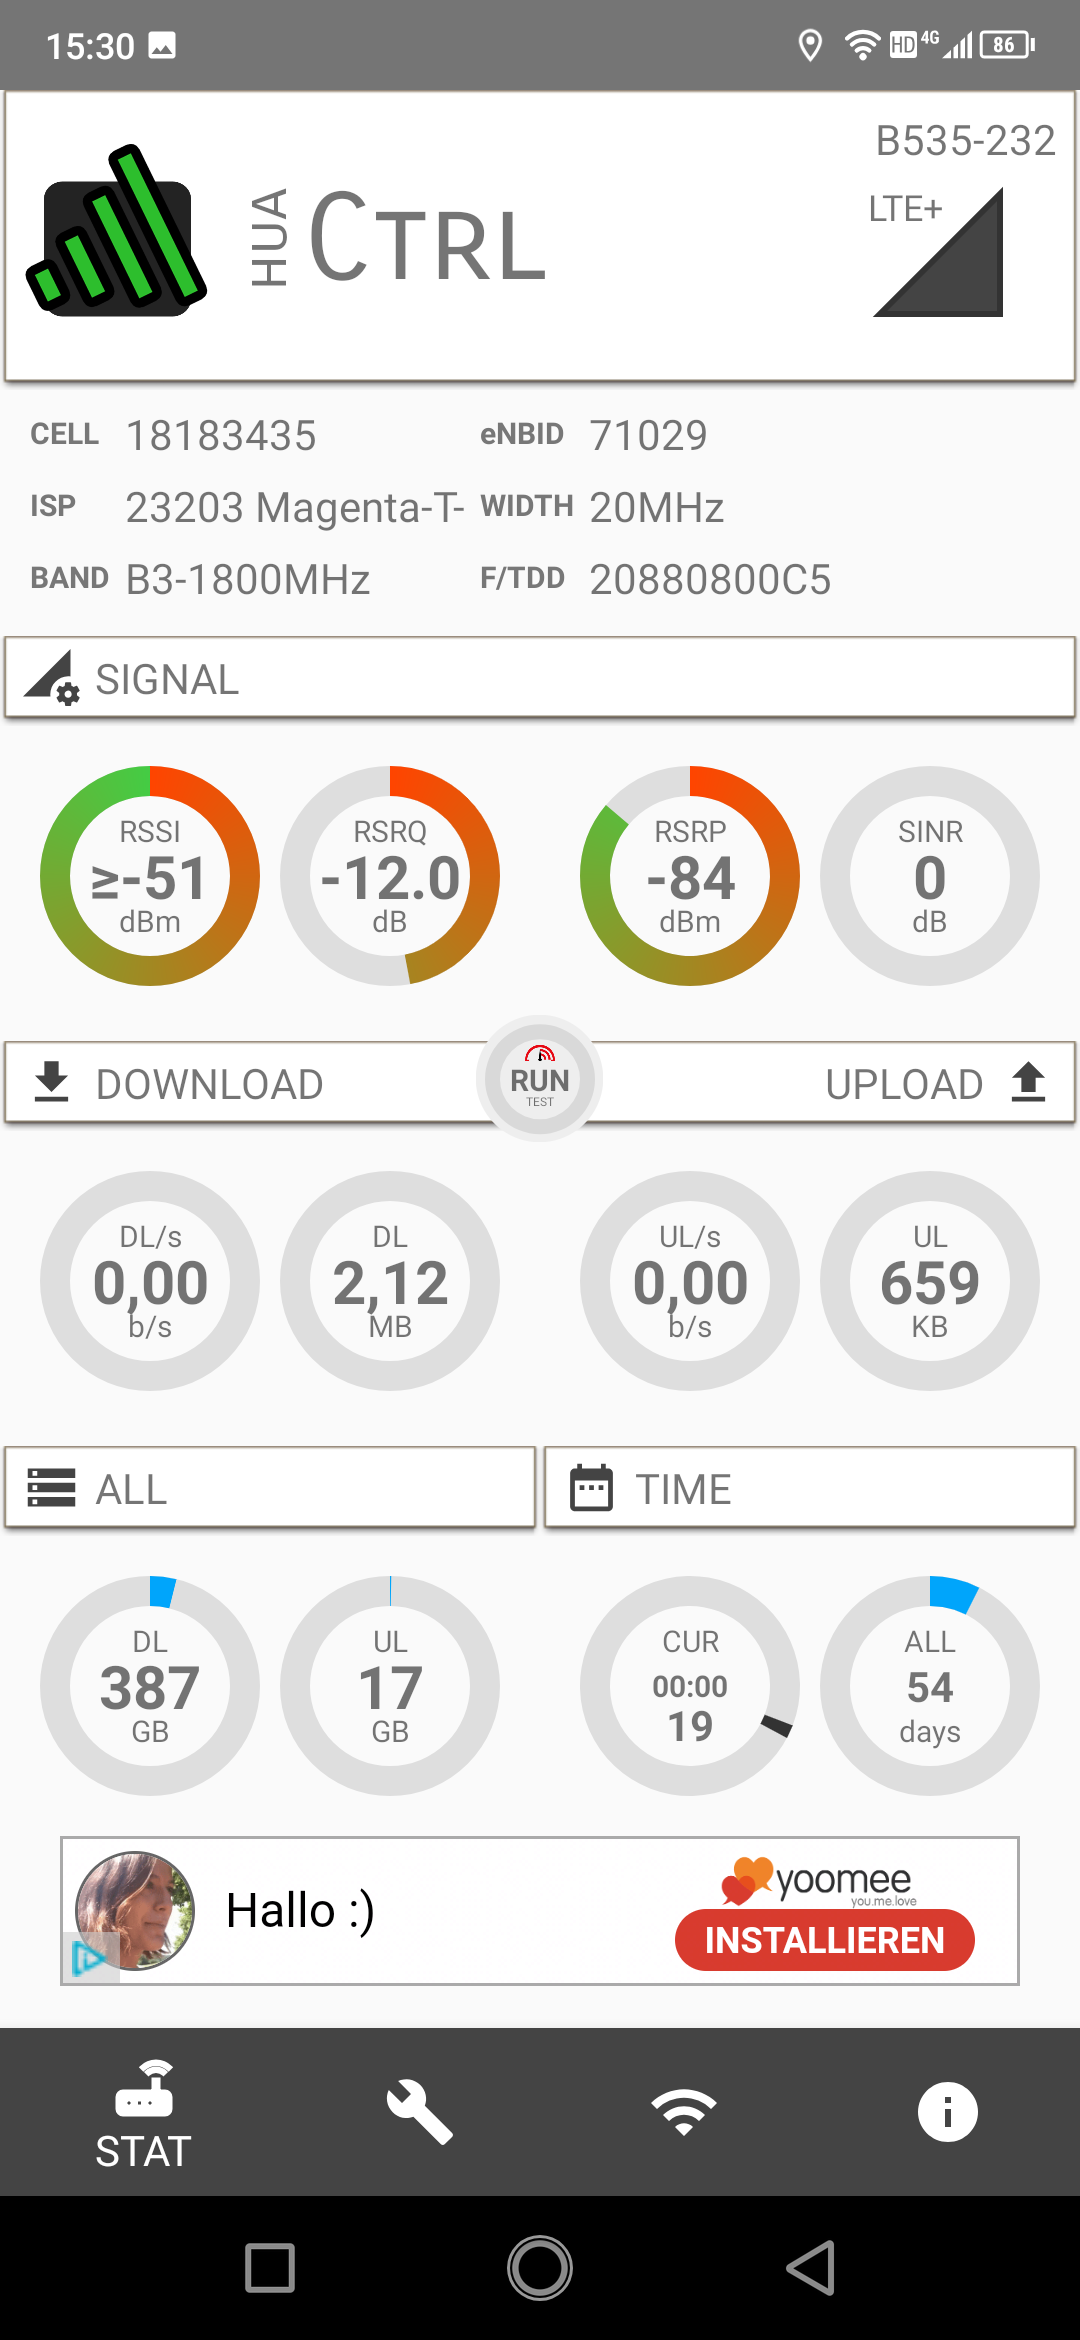 15:30 HD 4G 86
B535-232
HUA CTRL
LTE+
CELL 18183435 eNBID 71029
ISP 23203 Magenta-T- WIDTH 20MHz
BAND B3-1800MHz F/TDD 20880800C5
SIGNAL
RSSI RSRQ RSRP SINR
≥-51 -12.0 -84 0
dBm dB dBm dB
DOWNLOAD RUN UPLOAD
TEST
DL/s DL UL/s UL
0,00 2,12 0,00 659
b/s MB b/s KB
ALL TIME
DL UL CUR ALL
387 17 00:00 54
19
GB GB days
Hallo :) yoomee
you.me.love
INSTALLIEREN
STAT